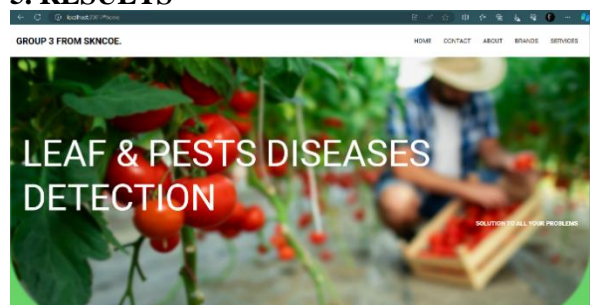 5. RESULTS
GROUP 3 FROM SKNCOE.
HOME CONTACT ABOUT BRANDS SERVICES
LEAF & PESTS DISEASES
DETECTION
SOLUTION TO ALL YOUR PROBLEMS